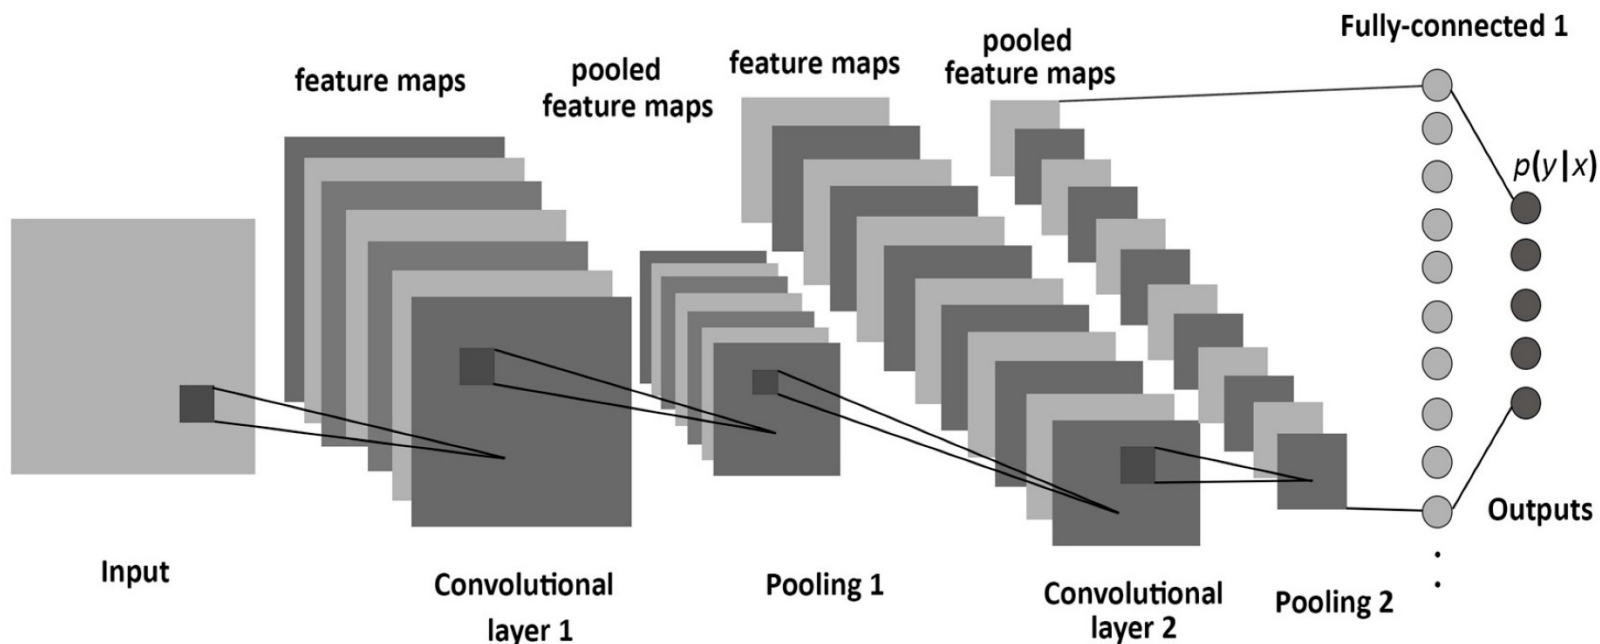 Fully-connected 1
feature maps
pooled
feature maps
feature maps
pooled
feature maps
p(y|x)
Input
Convolutional
layer 1
Pooling 1
Convolutional
layer 2
Pooling 2
Outputs